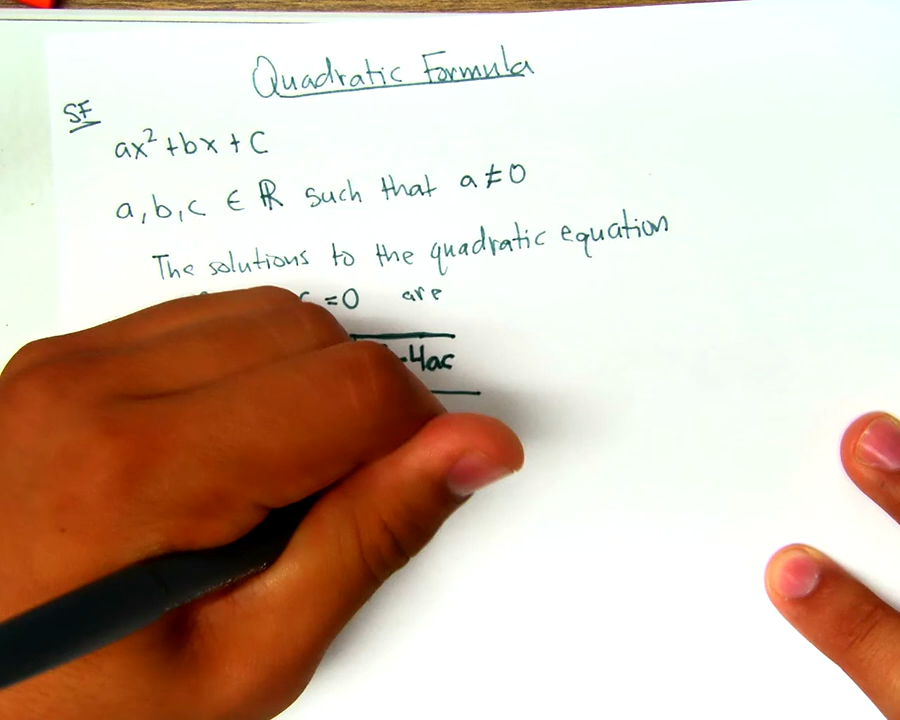 Quadratic Formula
SF
ax² + bx + c
a, b, c ∈ ℝ such that a ≠ 0
The solutions to the quadratic equation
c = 0 are
-4ac